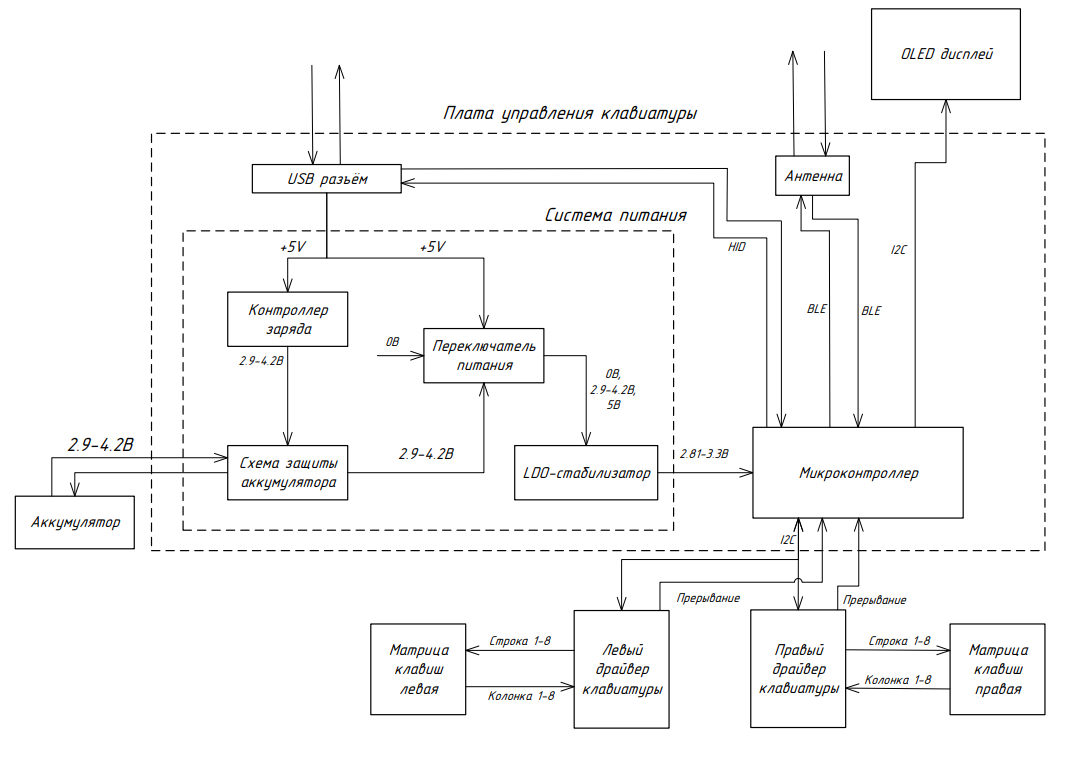 OLED дисплей
Плата управления клавиатуры
USB разъём
Антенна
Система питания
+5V
+5V
HID
I2C
Контроллер
заряда
BLE
BLE
0В
Переключатель
питания
2.9-4.2В
0В,
2.9-4.2В,
5В
2.9-4.2В
2.9-4.2В
2.81-3.3В
Схема защиты
аккумулятора
LDO-стабилизатор
Микроконтроллер
Аккумулятор
I2C
Прерывание
Прерывание
Матрица
клавиш
левая
Строка 1-8
Колонка 1-8
Левый
драйвер
клавиатуры
Правый
драйвер
клавиатуры
Строка 1-8
Колонка 1-8
Матрица
клавиш
правая